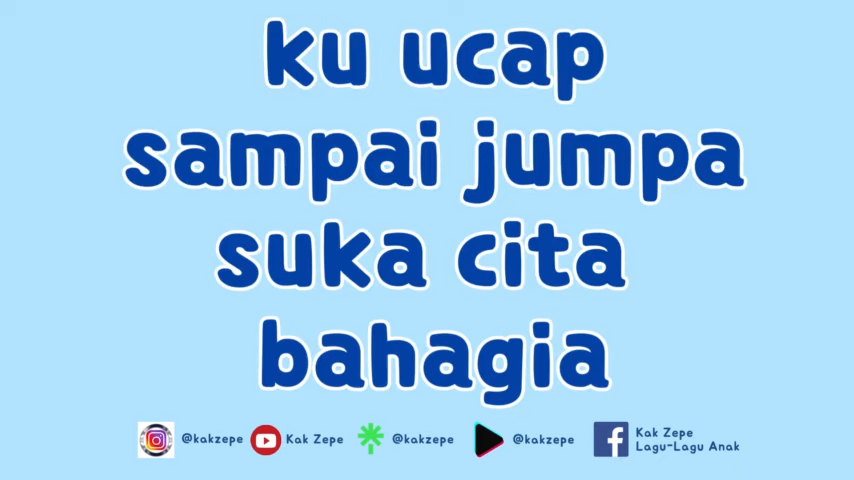 ku ucap
sampai jumpa
suka cita
bahagia
@kakzepe Kak Zepe @kakzepe @kakzepe Kak Zepe
Lagu-Lagu Anak